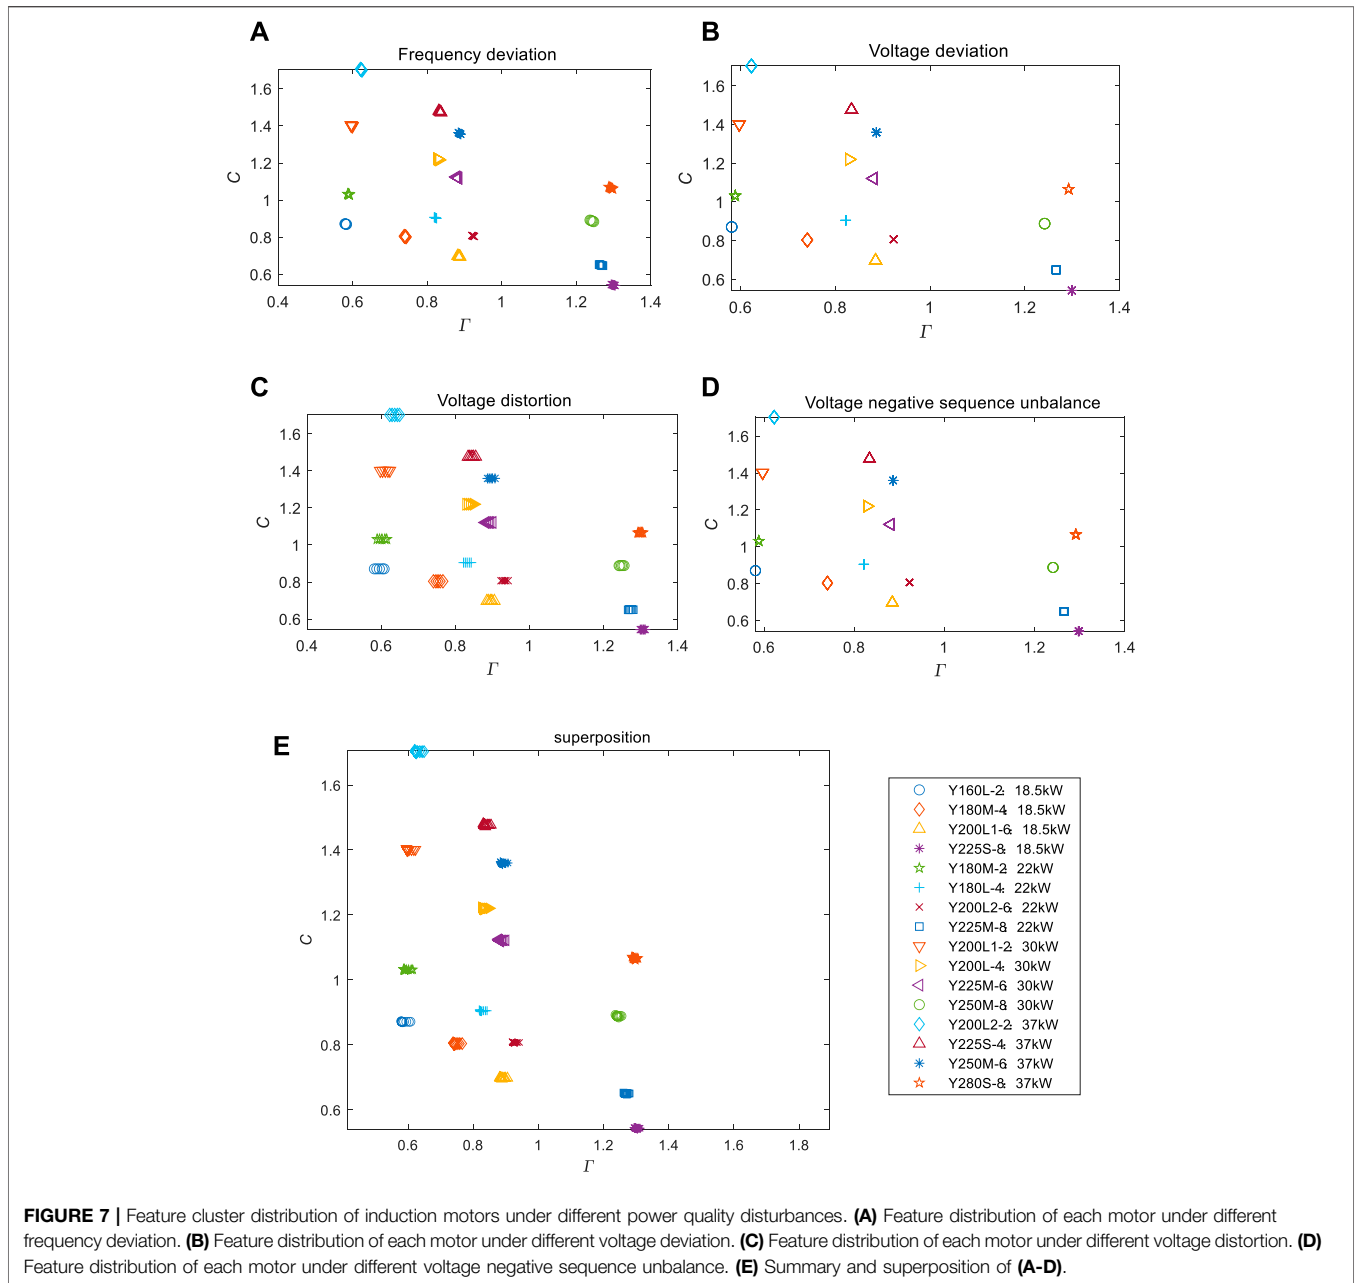 A
Frequency deviation
1.6
1.4
1.2
1
0.8
0.6
C
0.4 0.6 0.8 1 1.2 1.4
Γ
B
Voltage deviation
1.6
1.4
1.2
1
0.8
0.6
C
0.6 0.8 1 1.2 1.4
Γ
C
Voltage distortion
1.6
1.4
1.2
1
0.8
0.6
C
0.4 0.6 0.8 1 1.2 1.4
Γ
D
Voltage negative sequence unbalance
1.6
1.4
1.2
1
0.8
0.6
C
0.6 0.8 1 1.2 1.4
Γ
E
superposition
1.6
1.4
1.2
1
0.8
0.6
C
0.6 0.8 1 1.2 1.4 1.6 1.8
Γ
Y160L-2: 18.5kW
Y180M-4: 18.5kW
Y200L1-6: 18.5kW
Y225S-8: 18.5kW
Y180M-2: 22kW
Y180L-4: 22kW
Y200L2-6: 22kW
Y225M-8: 22kW
Y200L1-2: 30kW
Y200L-4: 30kW
Y225M-6: 30kW
Y250M-8: 30kW
Y200L2-2: 37kW
Y225S-4: 37kW
Y250M-6: 37kW
Y280S-8: 37kW
FIGURE 7 | Feature cluster distribution of induction motors under different power quality disturbances. (A) Feature distribution of each motor under different
frequency deviation. (B) Feature distribution of each motor under different voltage deviation. (C) Feature distribution of each motor under different voltage distortion. (D)
Feature distribution of each motor under different voltage negative sequence unbalance. (E) Summary and superposition of (A-D).